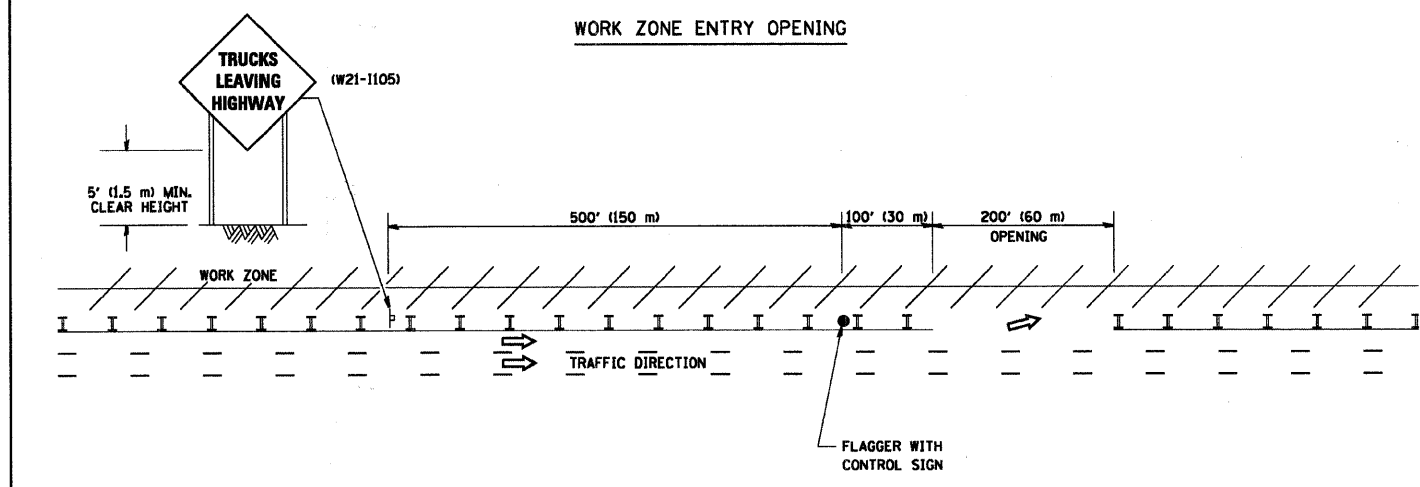 WORK ZONE ENTRY OPENING
TRUCKS
LEAVING
HIGHWAY
(W21-I105)
5' (1.5 m) MIN.
CLEAR HEIGHT
500' (150 m)
100' (30 m)
200' (60 m)
OPENING
WORK ZONE
TRAFFIC DIRECTION
FLAGGER WITH
CONTROL SIGN